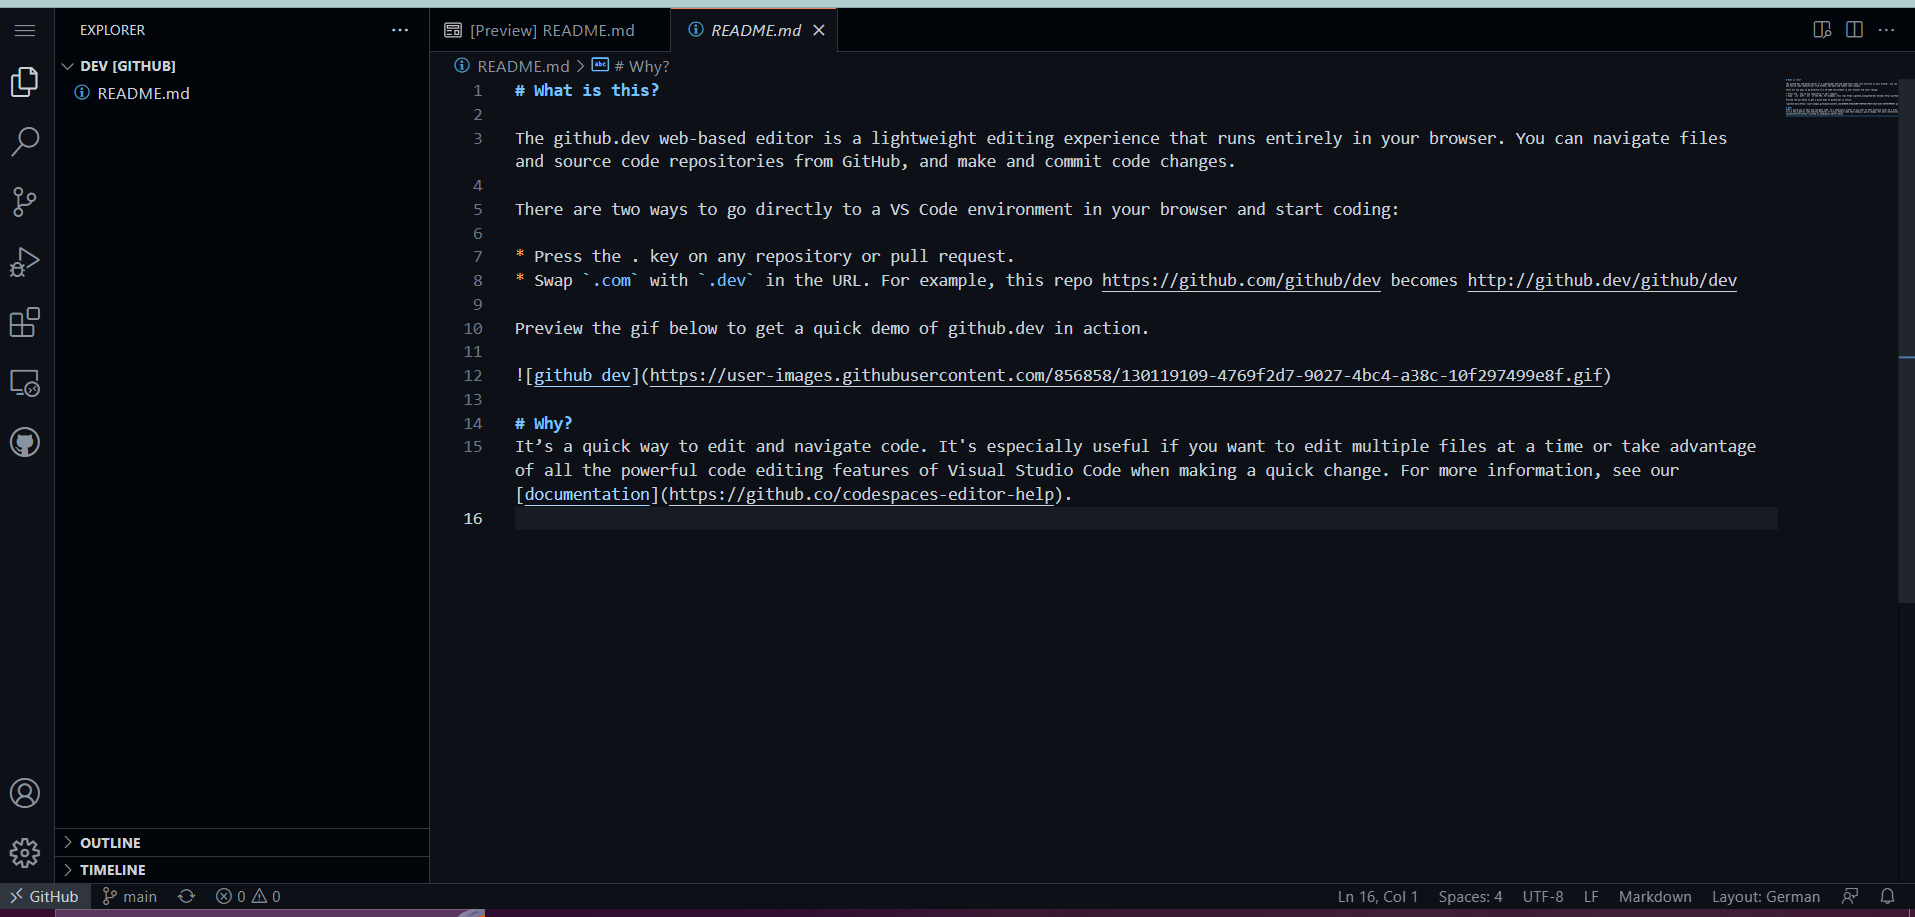 EXPLORER
DEV [GITHUB]
README.md
OUTLINE
TIMELINE
[Preview] README.md
README.md
README.md > # Why?
1 # What is this?
2
3 The github.dev web-based editor is a lightweight editing experience that runs entirely in your browser. You can navigate files
and source code repositories from GitHub, and make and commit code changes.
4
5 There are two ways to go directly to a VS Code environment in your browser and start coding:
6
7 * Press the . key on any repository or pull request.
8 * Swap `.com` with `.dev` in the URL. For example, this repo https://github.com/github/dev becomes http://github.dev/github/dev
9
10 Preview the gif below to get a quick demo of github.dev in action.
11
12 ![github dev](https://user-images.githubusercontent.com/856858/130119109-4769f2d7-9027-4bc4-a38c-10f297499e8f.gif)
13
14 # Why?
15 It’s a quick way to edit and navigate code. It's especially useful if you want to edit multiple files at a time or take advantage
of all the powerful code editing features of Visual Studio Code when making a quick change. For more information, see our
[documentation](https://github.co/codespaces-editor-help).
16
GitHub main 0 0 Ln 16, Col 1 Spaces: 4 UTF-8 LF Markdown Layout: German